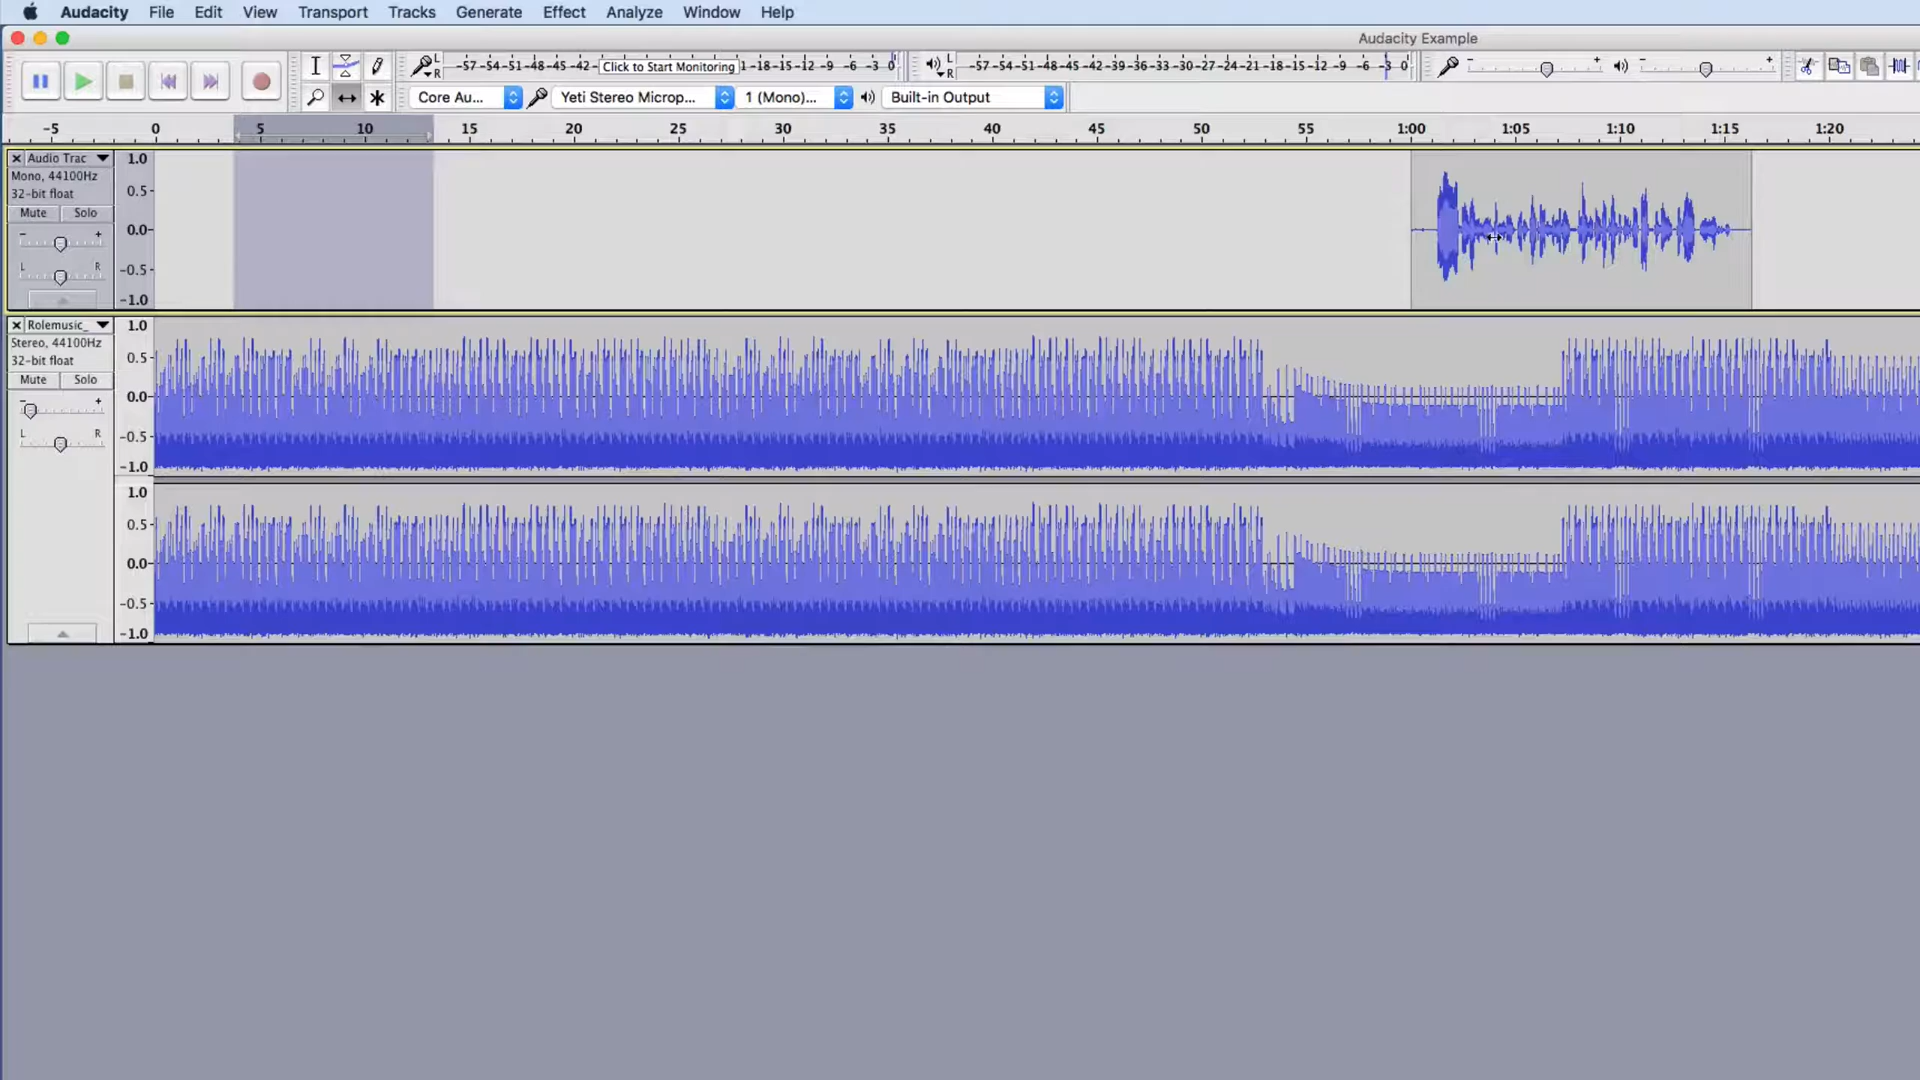 Audacity File Edit View Transport Tracks Generate Effect Analyze Window Help
Audacity Example
L R -57 -54 -51 -48 -45 -42 - Click to Start Monitoring 1 -18 -15 -12 -9 -6 -3 0 L R -57 -54 -51 -48 -45 -42 -39 -36 -33 -30 -27 -24 -21 -18 -15 -12 -9 -6 -3 0 - + - +
Core Au... Yeti Stereo Microp... 1 (Mono)... Built-in Output
-5 0 5 10 15 20 25 30 35 40 45 50 55 1:00 1:05 1:10 1:15 1:20
Audio Trac 1.0
Mono, 44100Hz
32-bit float 0.5
Mute Solo
- + 0.0
L R -0.5
-1.0
Rolemusic_ 1.0
Stereo, 44100Hz
32-bit float 0.5
Mute Solo
- + 0.0
L R -0.5
-1.0
1.0
0.5
0.0
-0.5
-1.0